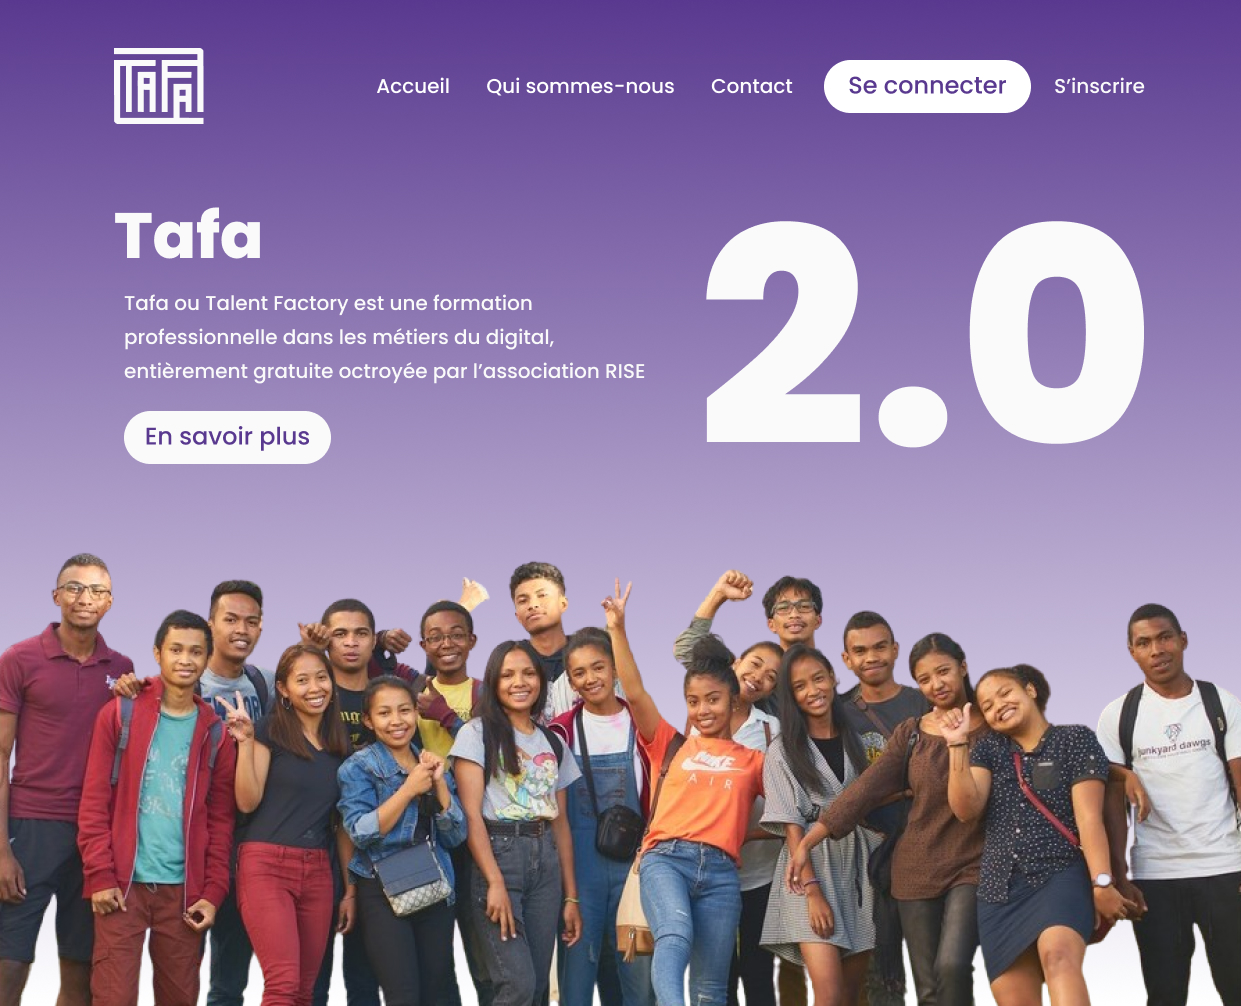 TAFA
Accueil Qui sommes-nous Contact Se connecter S’inscrire
Tafa
2.0
Tafa ou Talent Factory est une formation
professionnelle dans les métiers du digital,
entièrement gratuite octroyée par l’association RISE
En savoir plus
NIKE
AIR
junkyard dawgs